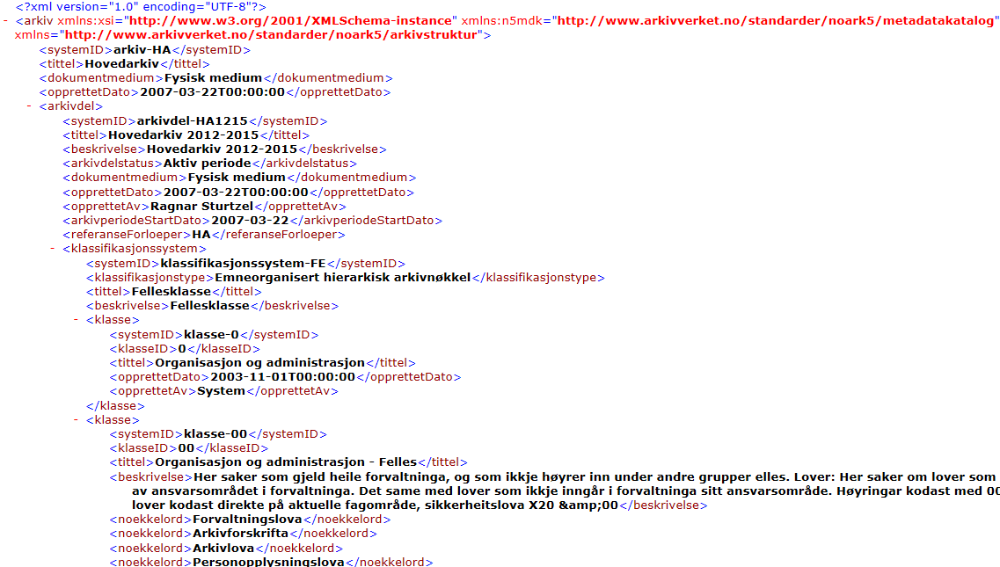 <?xml version="1.0" encoding="UTF-8"?>
- <arkiv xmlns:xsi="http://www.w3.org/2001/XMLSchema-instance" xmlns:n5mdk="http://www.arkivverket.no/standarder/noark5/metadatakatalog"
xmlns="http://www.arkivverket.no/standarder/noark5/arkivstruktur">
<systemID>arkiv-HA</systemID>
<tittel>Hovedarkiv</tittel>
<dokumentmedium>Fysisk medium</dokumentmedium>
<opprettetDato>2007-03-22T00:00:00</opprettetDato>
- <arkivdel>
<systemID>arkivdel-HA1215</systemID>
<tittel>Hovedarkiv 2012-2015</tittel>
<beskrivelse>Hovedarkiv 2012-2015</beskrivelse>
<arkivdelstatus>Aktiv periode</arkivdelstatus>
<dokumentmedium>Fysisk medium</dokumentmedium>
<opprettetDato>2007-03-22T00:00:00</opprettetDato>
<opprettetAv>Ragnar Sturtzel</opprettetAv>
<arkivperiodeStartDato>2007-03-22</arkivperiodeStartDato>
<referanseForloeper>HA</referanseForloeper>
- <klassifikasjonssystem>
<systemID>klassifikasjonssystem-FE</systemID>
<klassifikasjonstype>Emneorganisert hierarkisk arkivnøkkel</klassifikasjonstype>
<tittel>Fellesklasse</tittel>
<beskrivelse>Fellesklasse</beskrivelse>
- <klasse>
<systemID>klasse-0</systemID>
<klasseID>0</klasseID>
<tittel>Organisasjon og administrasjon</tittel>
<opprettetDato>2003-11-01T00:00:00</opprettetDato>
<opprettetAv>System</opprettetAv>
</klasse>
- <klasse>
<systemID>klasse-00</systemID>
<klasseID>00</klasseID>
<tittel>Organisasjon og administrasjon - Felles</tittel>
<beskrivelse>Her saker som gjeld heile forvaltninga, og som ikkje høyrer inn under andre grupper elles. Lover: Her saker om lover som
av ansvarsområdet i forvaltninga. Det same med lover som ikkje inngår i forvaltninga sitt ansvarsområde. Høyringar kodast med 00
lover kodast direkte på aktuelle fagområde, sikkerheitslova X20 &amp;00</beskrivelse>
<noekkelord>Forvaltningslova</noekkelord>
<noekkelord>Arkivforskrifta</noekkelord>
<noekkelord>Arkivlova</noekkelord>
<noekkelord>Personopplysningslova</noekkelord>